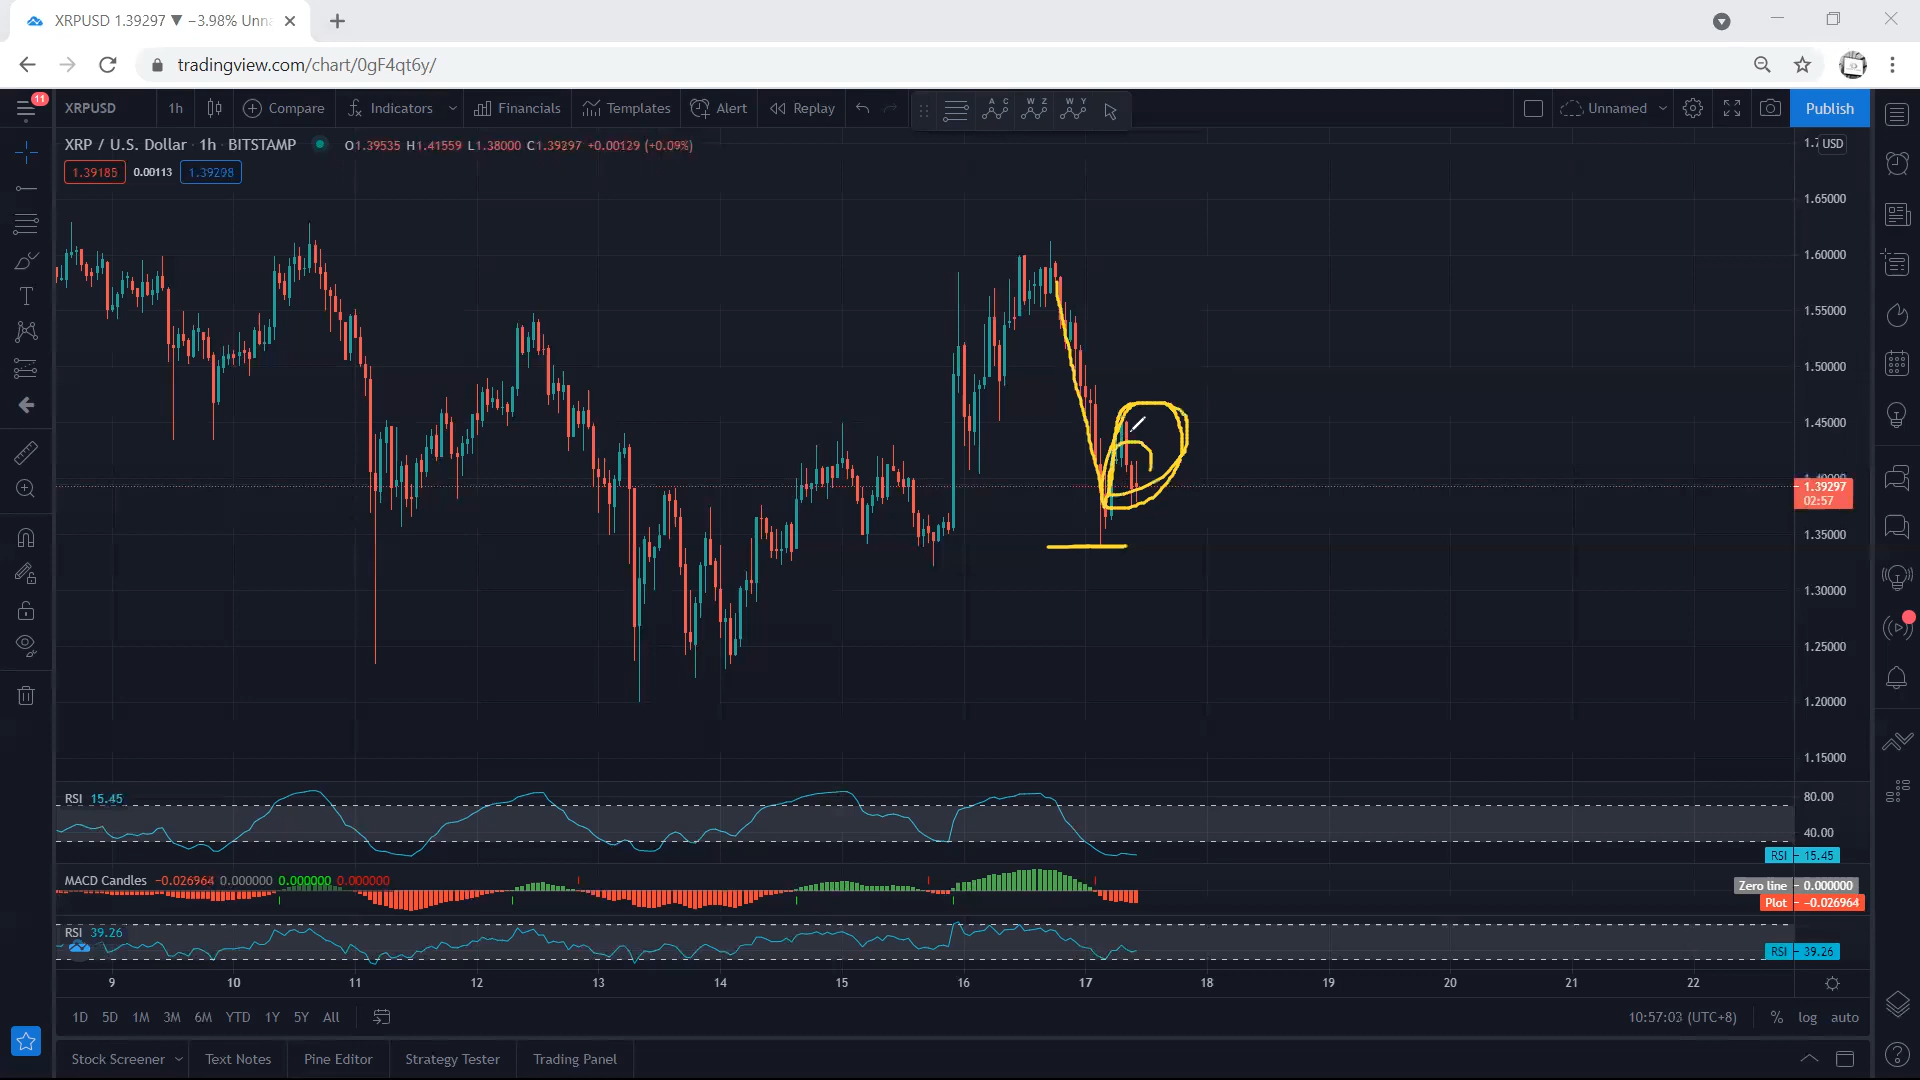 XRPUSD 1.39297 ▼ −3.98% Unna
tradingview.com/chart/0gF4qt6y/
11
XRPUSD 1h Compare Indicators Financials Templates Alert Replay A C W Z W Y Unnamed Publish
XRP / U.S. Dollar · 1h · BITSTAMP O1.39535 H1.41559 L1.38000 C1.39297 +0.00129 (+0.09%)
1.39185 0.00113 1.39298
USD
1.65000
1.60000
1.55000
1.50000
1.45000
1.39297
02:57
1.35000
1.30000
1.25000
1.20000
1.15000
RSI 15.45
80.00
40.00
RSI 15.45
MACD Candles −0.026964 0.000000 0.000000 0.000000
Zero line 0.000000
Plot −0.026964
RSI 39.26
RSI 39.26
9 10 11 12 13 14 15 16 17 18 19 20 21 22
1D 5D 1M 3M 6M YTD 1Y 5Y All
10:57:03 (UTC+8) % log auto
Stock Screener Text Notes Pine Editor Strategy Tester Trading Panel